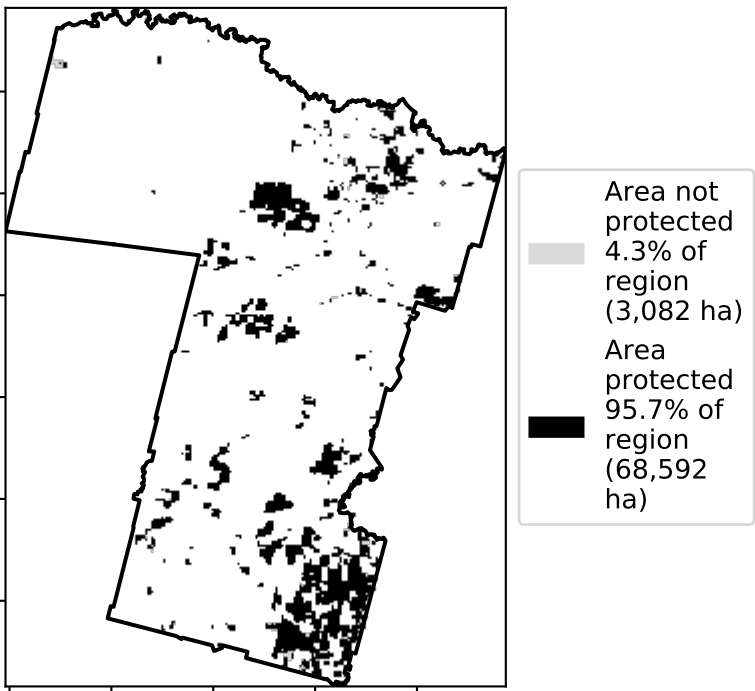 Area not
protected
4.3% of
region
(3,082 ha)
Area
protected
95.7% of
region
(68,592
ha)